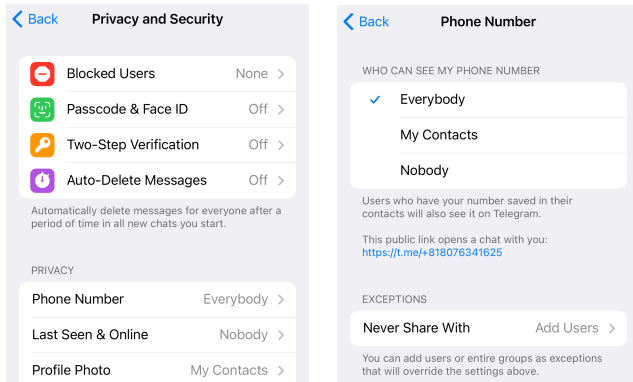 Back
Privacy and Security
Blocked Users None
Passcode & Face ID Off
Two-Step Verification Off
Auto-Delete Messages Off
Automatically delete messages for everyone after a
period of time in all new chats you start.
PRIVACY
Phone Number Everybody
Last Seen & Online Nobody
Profile Photo My Contacts
Back
Phone Number
WHO CAN SEE MY PHONE NUMBER
Everybody
My Contacts
Nobody
Users who have your number saved in their
contacts will also see it on Telegram.
This public link opens a chat with you:
https://t.me/+818076341625
EXCEPTIONS
Never Share With Add Users
You can add users or entire groups as exceptions
that will override the settings above.